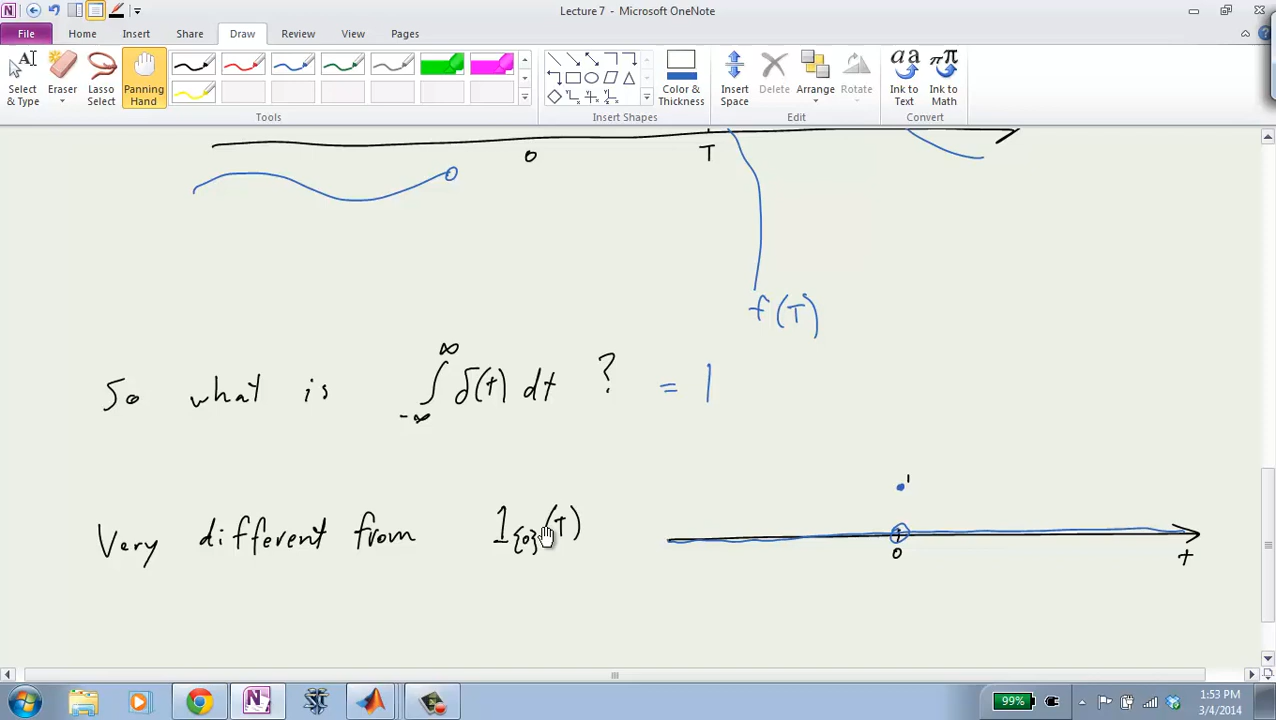 Lecture 7 - Microsoft OneNote
File Home Insert Share Draw Review View Pages
Select & Type
Eraser
Lasso Select
Panning Hand
Color & Thickness
Insert Space
Delete
Arrange
Rotate
Ink to Text
Ink to Math
Tools
Insert Shapes
Edit
Convert
0 T
f(T)
So what is ∫_{-∞}^{∞} δ(t) dt ? = 1
Very different from 1_{{0}}(T)
1
0
t
99%
1:53 PM
3/4/2014